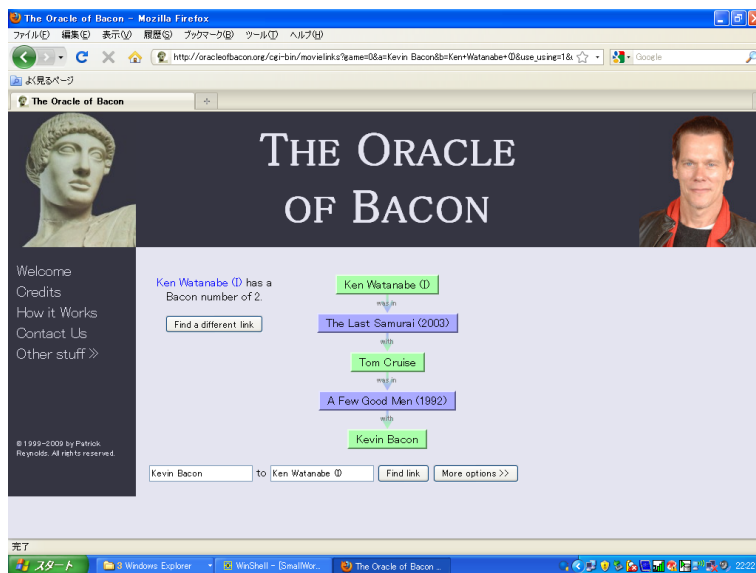 The Oracle of Bacon - Mozilla Firefox
ファイル(F) 編集(E) 表示(V) 履歴(S) ブックマーク(B) ツール(T) ヘルプ(H)
http://oracleofbacon.org/cgi-bin/movielinks?game=0&a=Kevin Bacon&b=Ken+Watanabe+(I)&use_using=1&
Google
よく見るページ
The Oracle of Bacon
THE ORACLE
OF BACON
Welcome
Credits
How it Works
Contact Us
Other stuff »
© 1999-2009 by Patrick
Reynolds. All rights reserved.
Ken Watanabe (I) has a
Bacon number of 2.
Find a different link
Ken Watanabe (I)
was in
The Last Samurai (2003)
with
Tom Cruise
was in
A Few Good Men (1992)
with
Kevin Bacon
Kevin Bacon to Ken Watanabe (I) Find link More options >>
完了
スタート 3 Windows Explorer WinShell - [SmallWor... The Oracle of Bacon ...